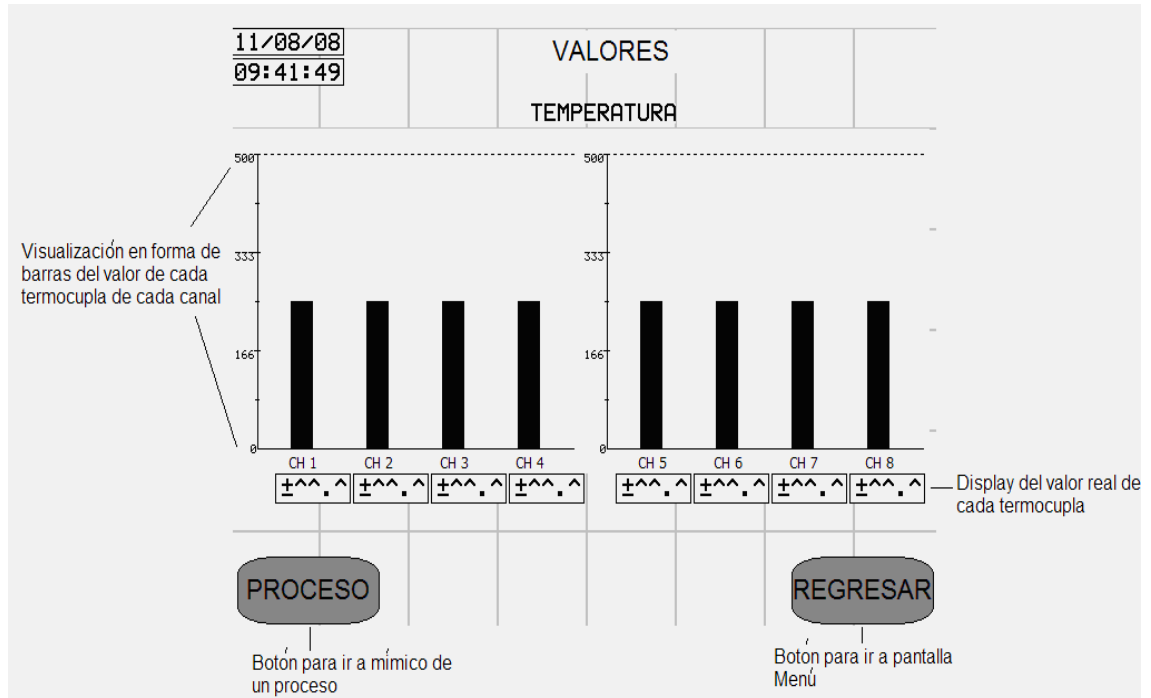 11/08/08
09:41:49
VALORES
TEMPERATURA
500
333
166
0
500
333
166
0
Visualización en forma de
barras del valor de cada
termocupla de cada canal
CH 1 CH 2 CH 3 CH 4 CH 5 CH 6 CH 7 CH 8
±^^.^ ±^^.^ ±^^.^ ±^^.^ ±^^.^ ±^^.^ ±^^.^ ±^^.^
Display del valor real de
cada termocupla
PROCESO
REGRESAR
Botón para ir a mímico de
un proceso
Botón para ir a pantalla
Menú